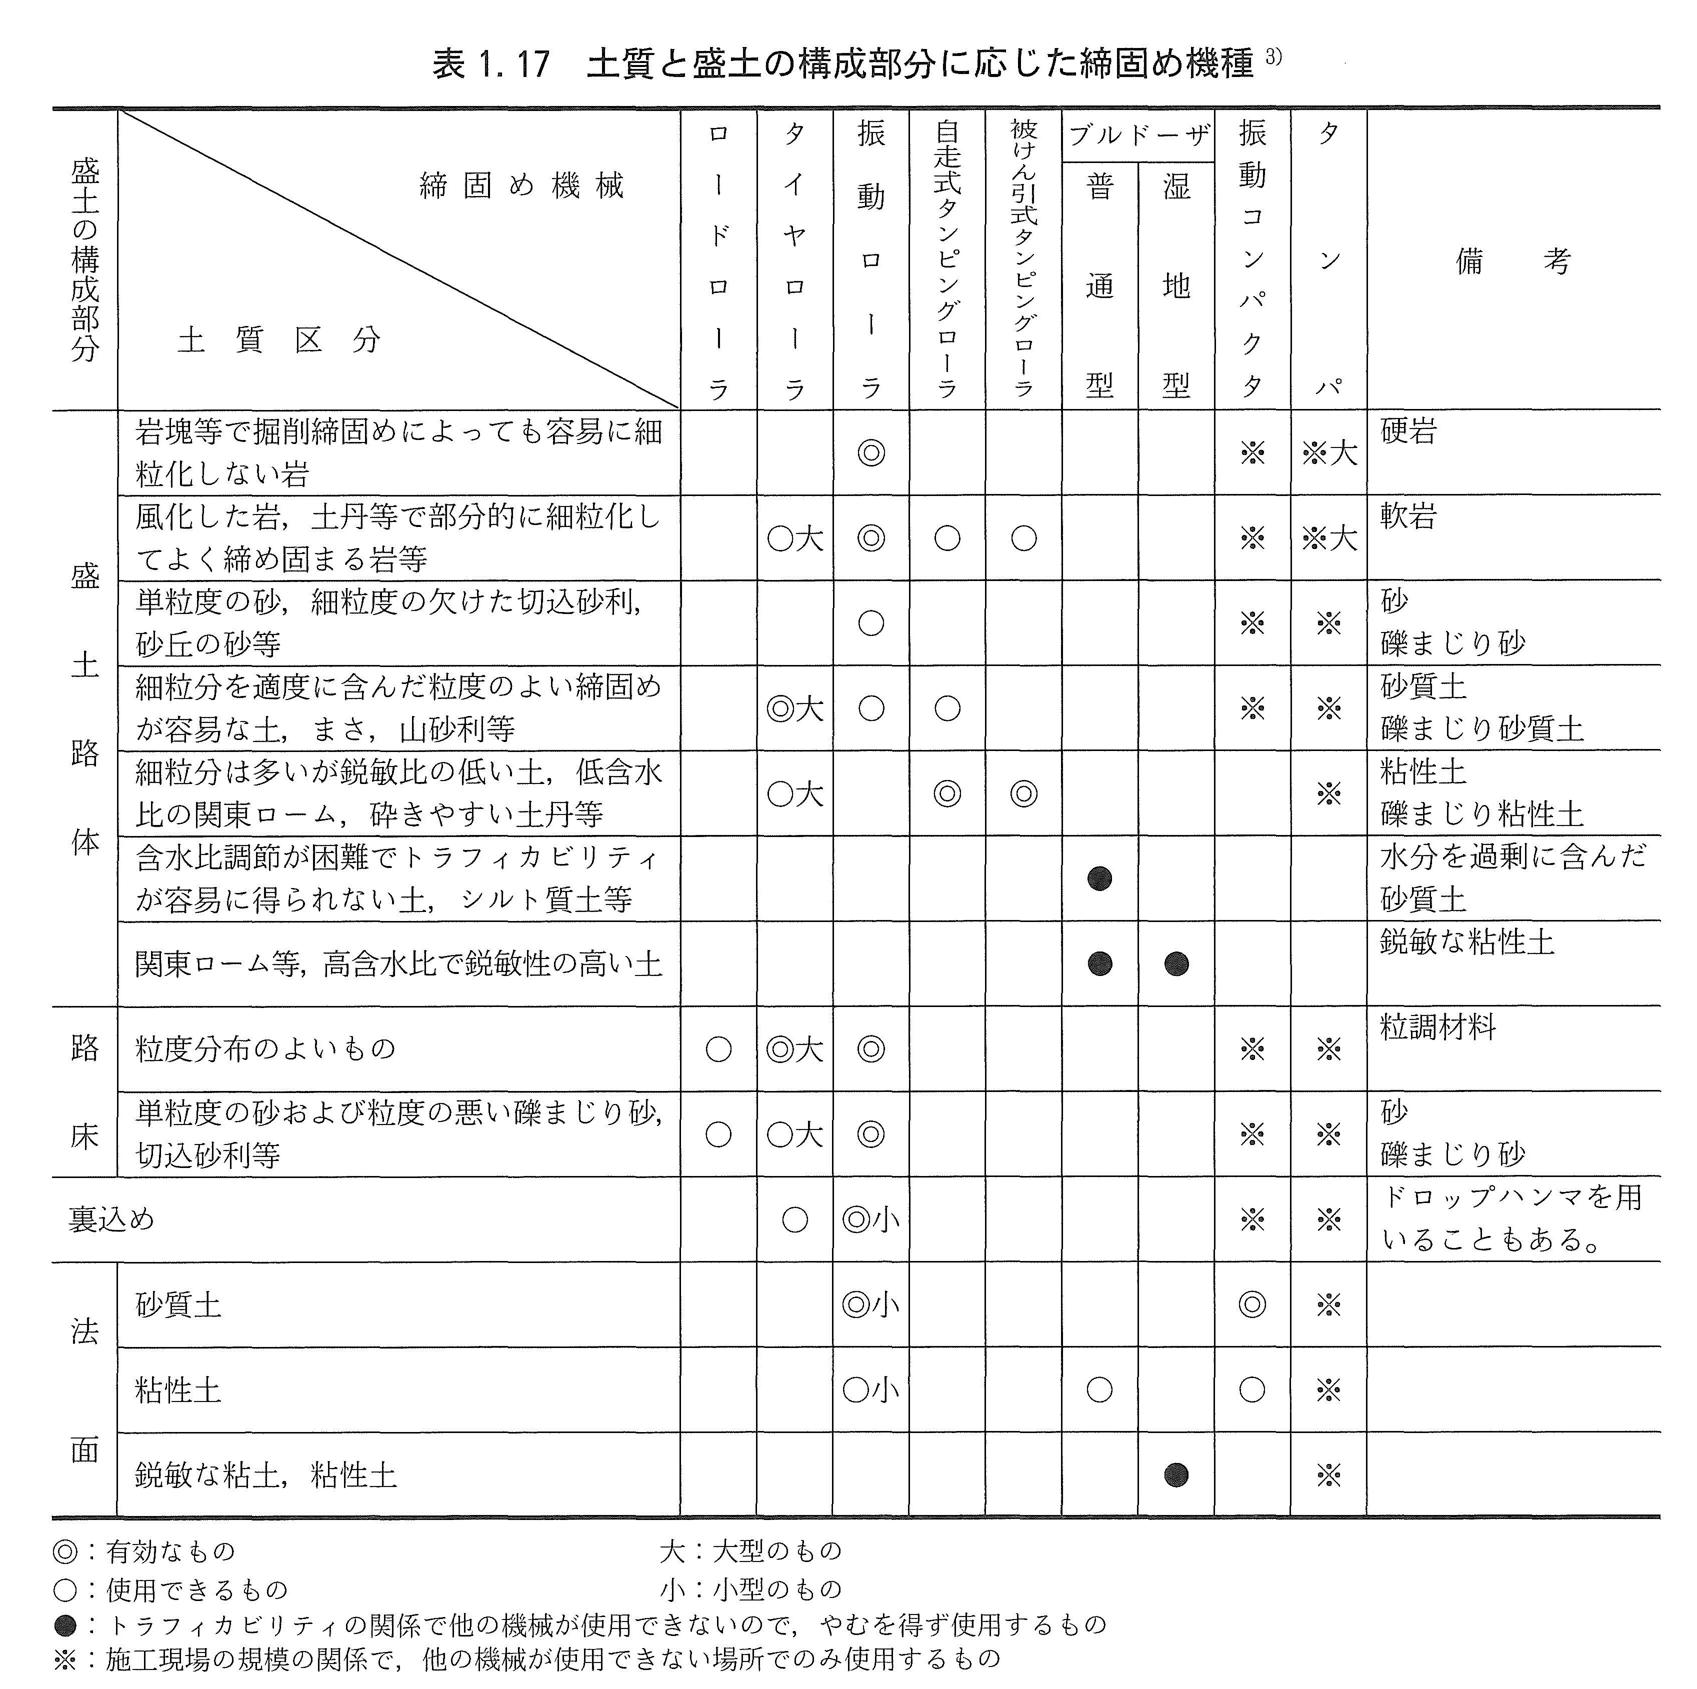 表 1.17　土質と盛土の構成部分に応じた締固め機種 3)
盛土の構成部分
締固め機械
土質区分
ロードローラ
タイヤローラ
振動ローラ
自走式タンピングローラ
被けん引式タンピングローラ
ブルドーザ
普通型
湿地型
振動コンパクタ
タンパ
備考
盛土路体
岩塊等で掘削締固めによっても容易に細
粒化しない岩
◎ ※ ※大
硬岩
風化した岩，土丹等で部分的に細粒化し
てよく締め固まる岩等
○大 ◎ ○ ○ ※ ※大
軟岩
単粒度の砂，細粒度の欠けた切込砂利，
砂丘の砂等
○ ※ ※
砂
礫まじり砂
細粒分を適度に含んだ粒度のよい締固め
が容易な土，まさ，山砂利等
◎大 ○ ○ ※ ※
砂質土
礫まじり砂質土
細粒分は多いが鋭敏比の低い土，低含水
比の関東ローム，砕きやすい土丹等
○大 ◎ ◎ ※
粘性土
礫まじり粘性土
含水比調節が困難でトラフィカビリティ
が容易に得られない土，シルト質土等
●
水分を過剰に含んだ
砂質土
関東ローム等，高含水比で鋭敏性の高い土
● ●
鋭敏な粘性土
路床
粒度分布のよいもの
○ ◎大 ◎ ※ ※
粒調材料
単粒度の砂および粒度の悪い礫まじり砂，
切込砂利等
○ ○大 ◎ ※ ※
砂
礫まじり砂
裏込め
○ ◎小 ※ ※
ドロップハンマを用
いることもある。
法面
砂質土
◎小 ◎ ※
粘性土
○小 ○ ○ ※
鋭敏な粘土，粘性土
● ※
◎：有効なもの
大：大型のもの
○：使用できるもの
小：小型のもの
●：トラフィカビリティの関係で他の機械が使用できないので，やむを得ず使用するもの
※：施工現場の規模の関係で，他の機械が使用できない場所でのみ使用するもの